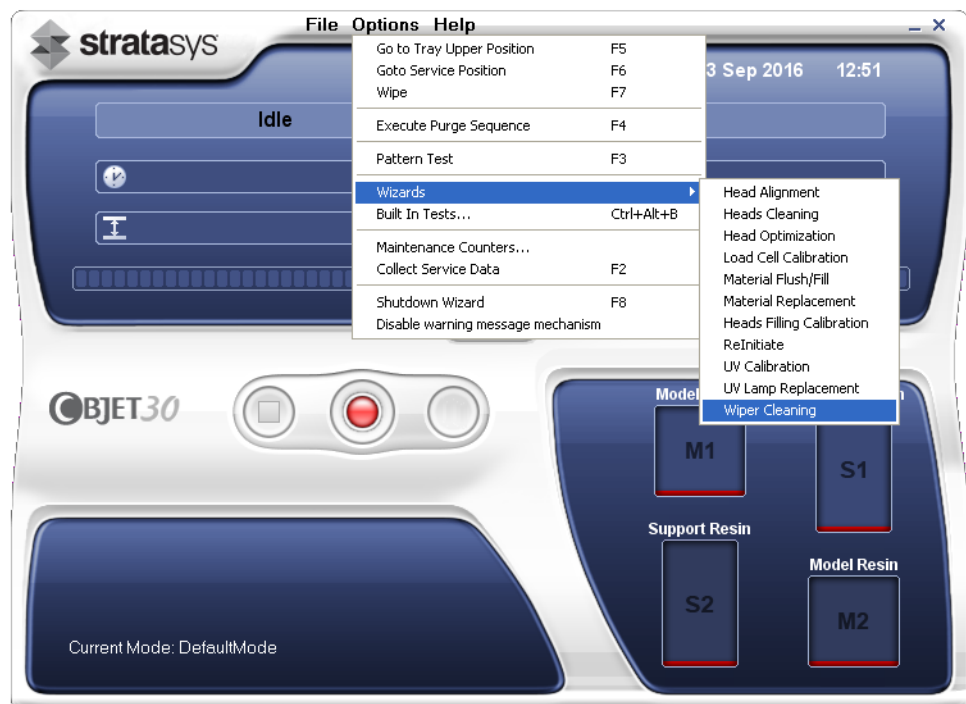 stratasys
File Options Help
Go to Tray Upper Position F5
Goto Service Position F6
Wipe F7
Execute Purge Sequence F4
Pattern Test F3
Wizards
Built In Tests... Ctrl+Alt+B
Maintenance Counters...
Collect Service Data F2
Shutdown Wizard F8
Disable warning message mechanism
3 Sep 2016 12:51
Idle
Head Alignment
Heads Cleaning
Head Optimization
Load Cell Calibration
Material Flush/Fill
Material Replacement
Heads Filling Calibration
ReInitiate
UV Calibration
UV Lamp Replacement
Wiper Cleaning
OBJET30
Model
M1
S1
Support Resin
S2
Model Resin
M2
Current Mode: DefaultMode